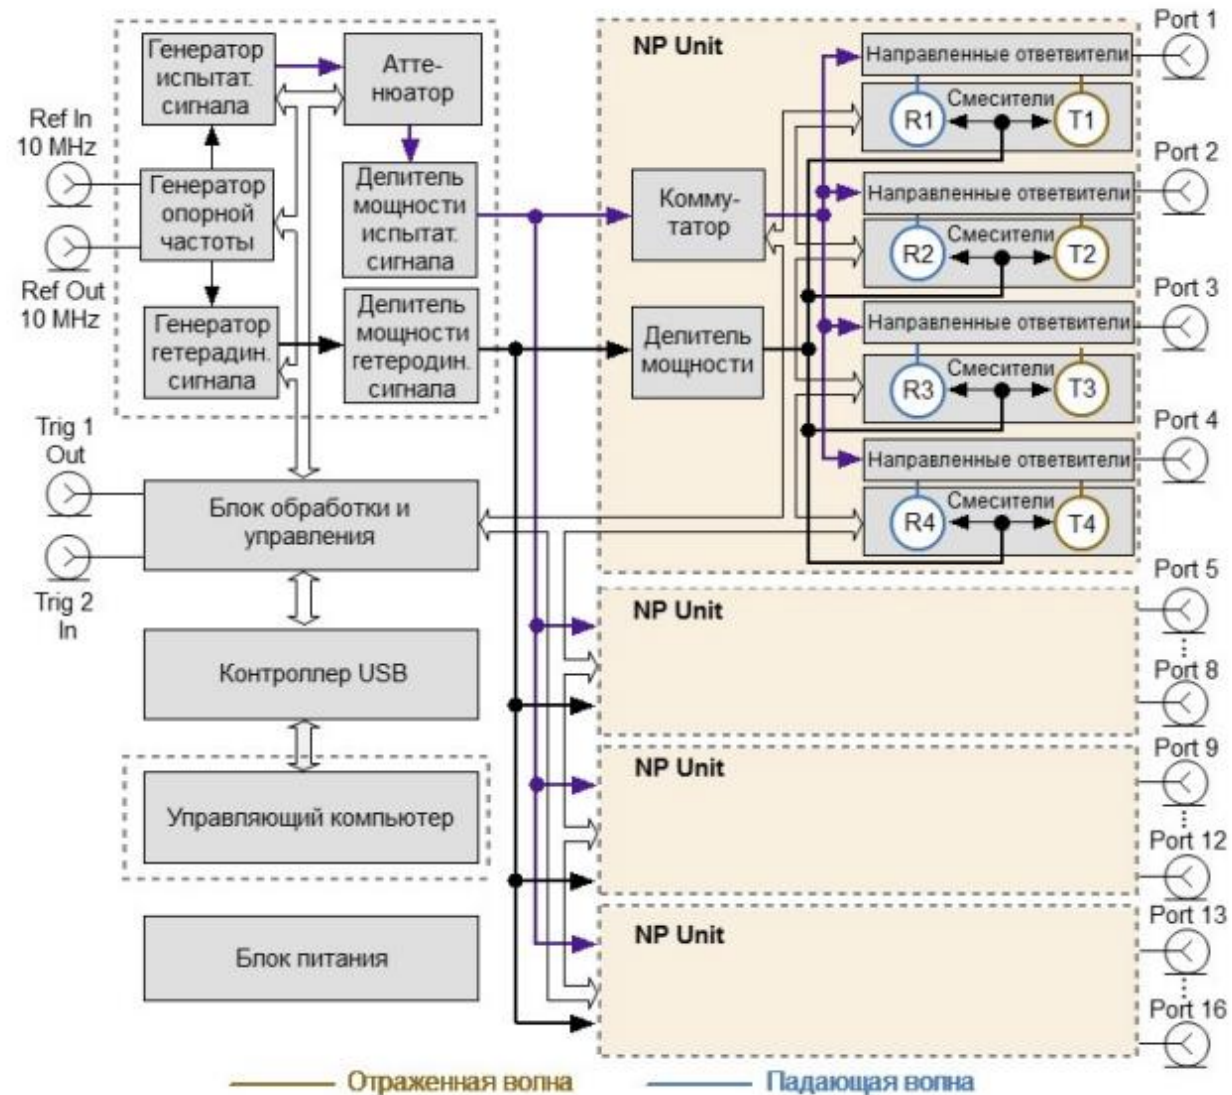 Генератор
испытат.
сигнала
Атте-
нюатор
Ref In
10 MHz
Генератор
опорной
частоты
Делитель
мощности
испытат.
сигнала
Ref Out
10 MHz
Генератор
гетерадин.
сигнала
Делитель
мощности
гетеродин.
сигнала
Trig 1
Out
Блок обработки и
управления
Trig 2
In
Контроллер USB
Управляющий компьютер
Блок питания
NP Unit
Комму-
татор
Делитель
мощности
Направленные ответвители
Смесители
R1
T1
Port 1
Направленные ответвители
Смесители
R2
T2
Port 2
Направленные ответвители
Смесители
R3
T3
Port 3
Направленные ответвители
Смесители
R4
T4
Port 4
NP Unit
Port 5
Port 8
NP Unit
Port 9
Port 12
NP Unit
Port 13
Port 16
Отраженная волна
Падающая волна